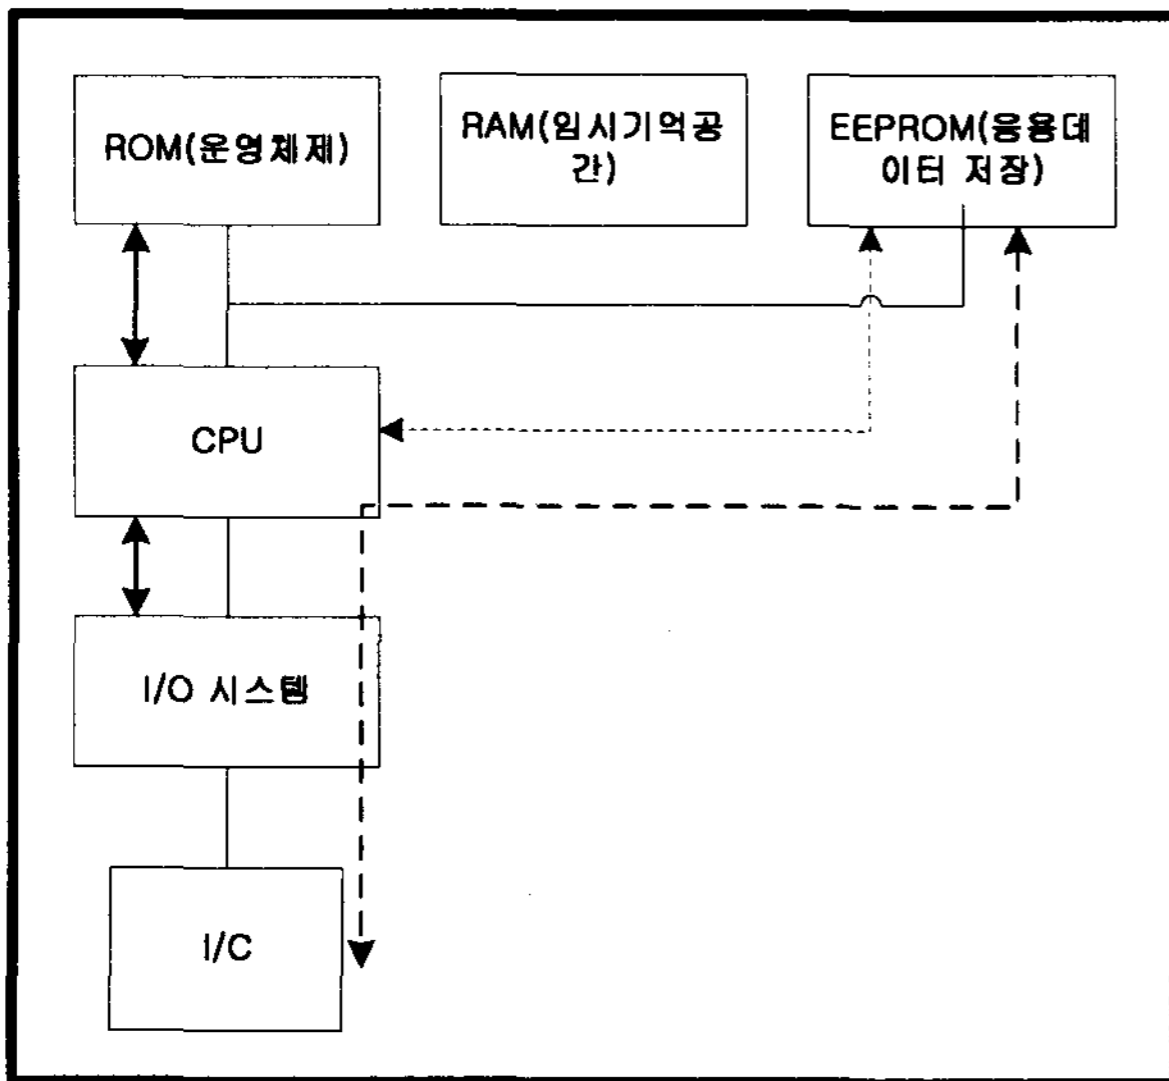 ROM(운영체제)
RAM(임시기억공
간)
EEPROM(응용데
이터 저장)
CPU
I/O 시스템
I/C